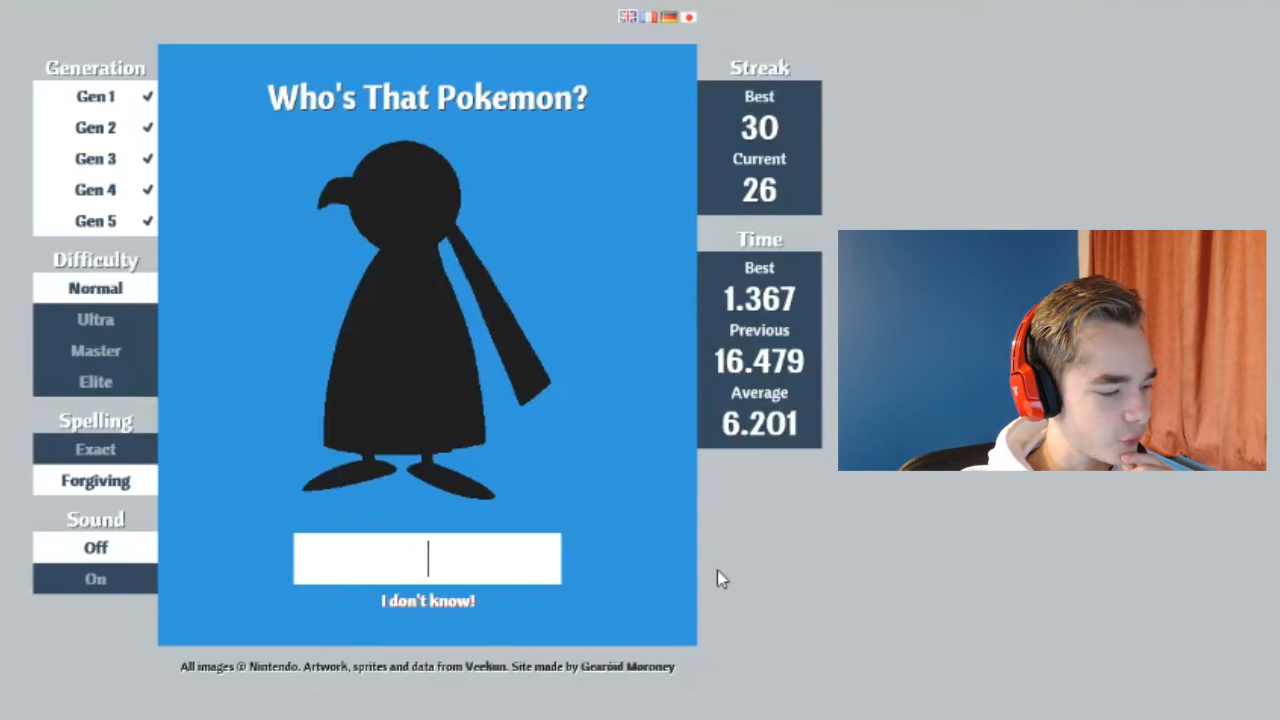 Generation
Gen 1
Gen 2
Gen 3
Gen 4
Gen 5
Difficulty
Normal
Ultra
Master
Elite
Spelling
Exact
Forgiving
Sound
Off
On
Who's That Pokemon?
I don't know!
Streak
Best
30
Current
26
Time
Best
1.367
Previous
16.479
Average
6.201
All images © Nintendo. Artwork, sprites and data from Veekun. Site made by Gearóid Moroney